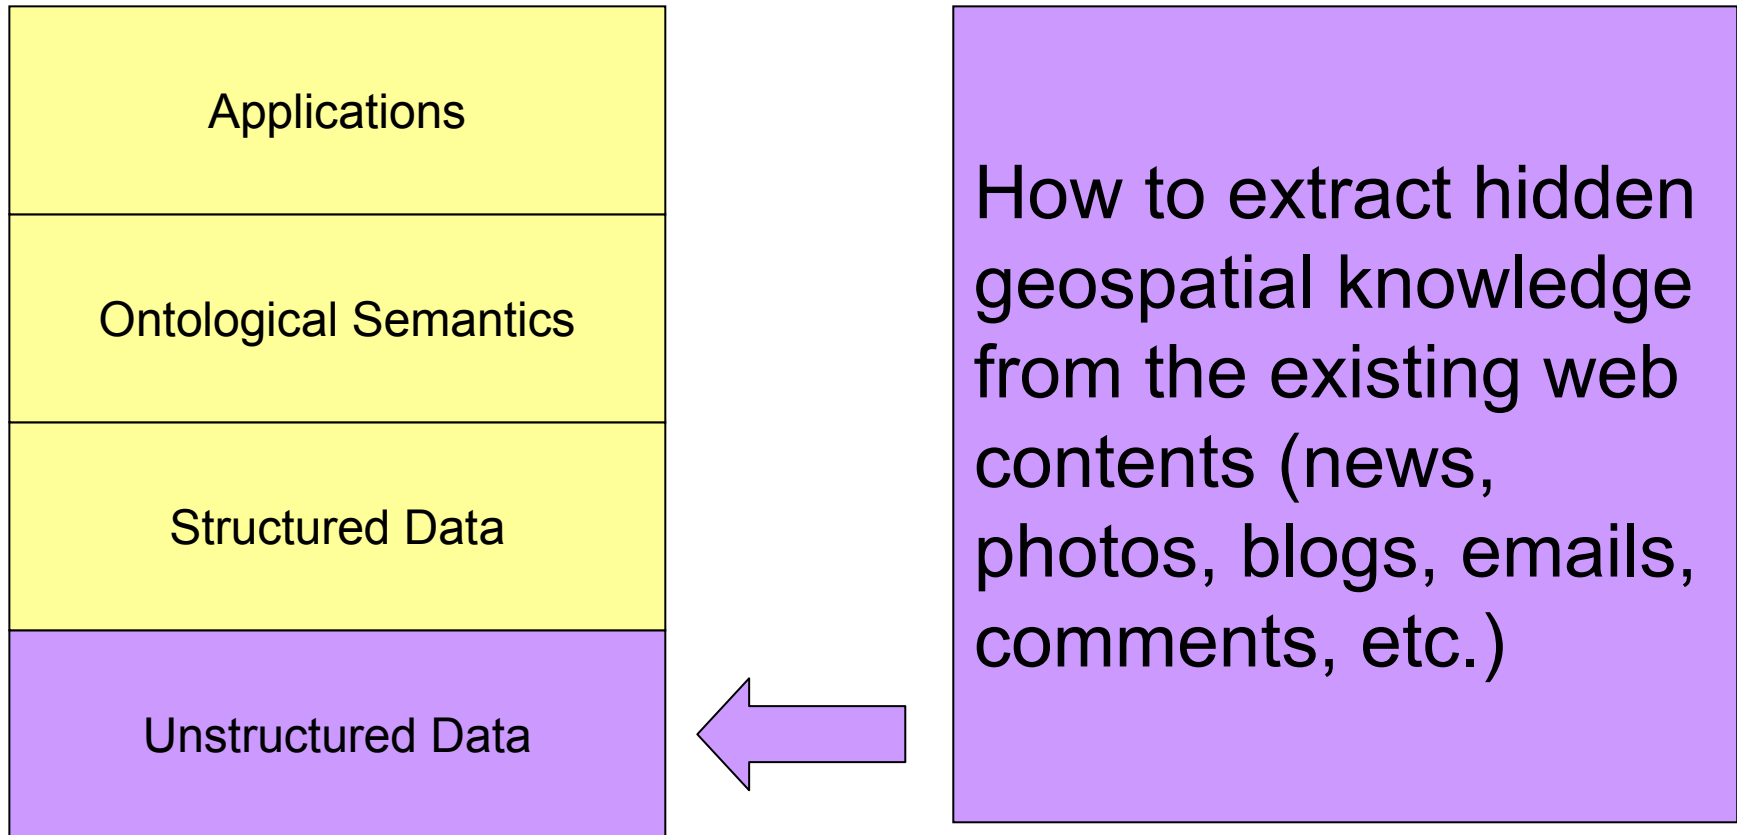 Applications
Ontological Semantics
Structured Data
Unstructured Data
How to extract hidden
geospatial knowledge
from the existing web
contents (news,
photos, blogs, emails,
comments, etc.)